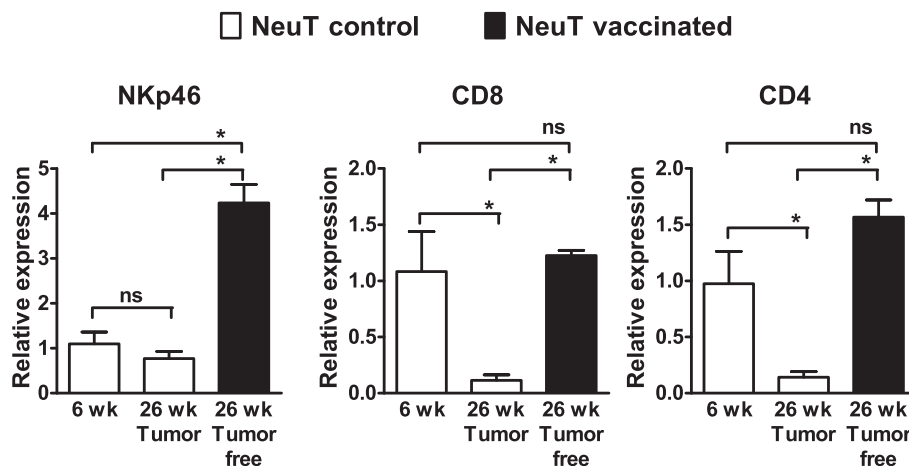 NeuT control NeuT vaccinated
NKp46
*
*
ns
Relative expression
5
4
3
2
1
0
6 wk 26 wk 26 wk
Tumor Tumor
free
CD8
ns
*
*
Relative expression
2.0
1.5
1.0
0.5
0.0
6 wk 26 wk 26 wk
Tumor Tumor
free
CD4
ns
*
*
Relative expression
2.0
1.5
1.0
0.5
0.0
6 wk 26 wk 26 wk
Tumor Tumor
free